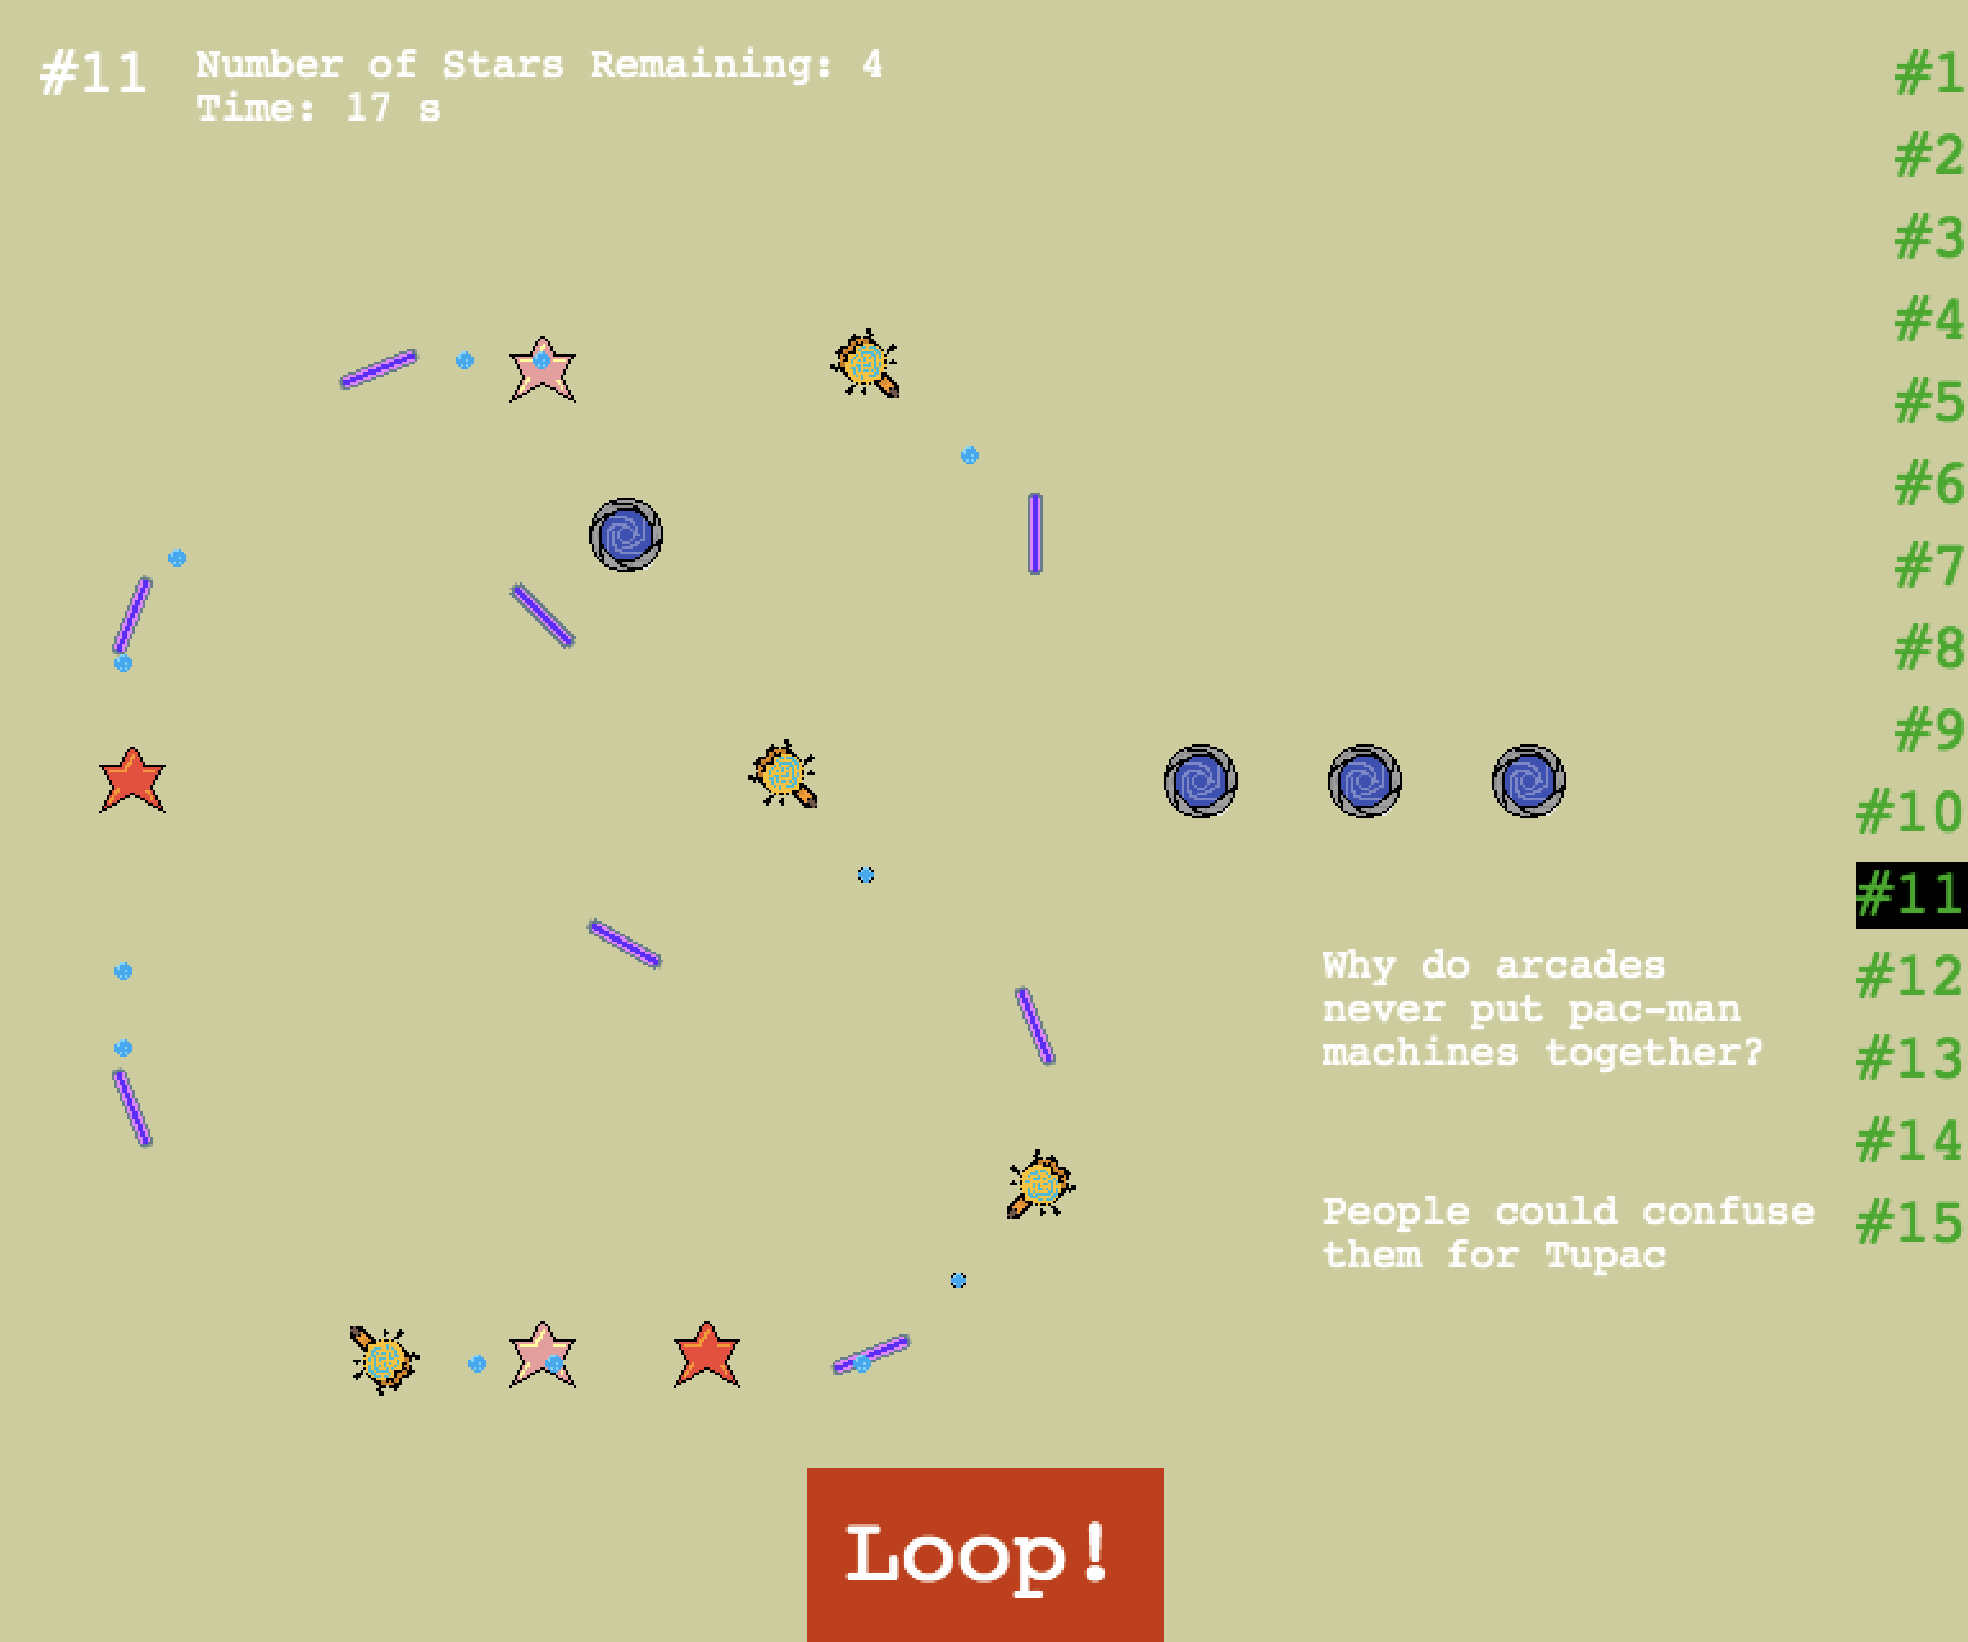 #11
Number of Stars Remaining: 4
Time: 17 s
#1
#2
#3
#4
#5
#6
#7
#8
#9
#10
#11
#12
#13
#14
#15
Why do arcades
never put pac-man
machines together?
People could confuse
them for Tupac
Loop!